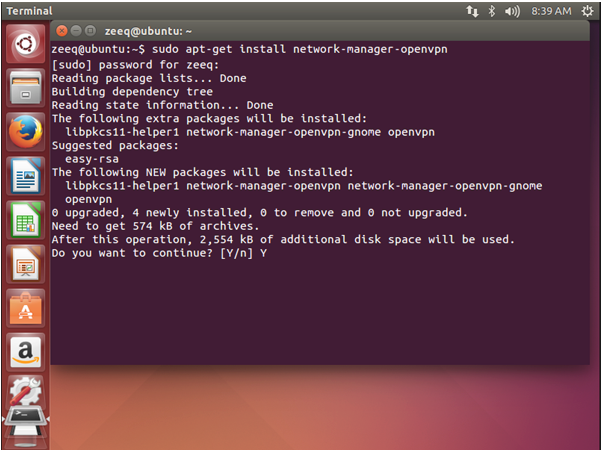 Terminal
8:39 AM
zeeq@ubuntu: ~
zeeq@ubuntu:~$ sudo apt-get install network-manager-openvpn
[sudo] password for zeeq:
Reading package lists... Done
Building dependency tree
Reading state information... Done
The following extra packages will be installed:
  libpkcs11-helper1 network-manager-openvpn-gnome openvpn
Suggested packages:
  easy-rsa
The following NEW packages will be installed:
  libpkcs11-helper1 network-manager-openvpn network-manager-openvpn-gnome
  openvpn
0 upgraded, 4 newly installed, 0 to remove and 0 not upgraded.
Need to get 574 kB of archives.
After this operation, 2,554 kB of additional disk space will be used.
Do you want to continue? [Y/n] Y